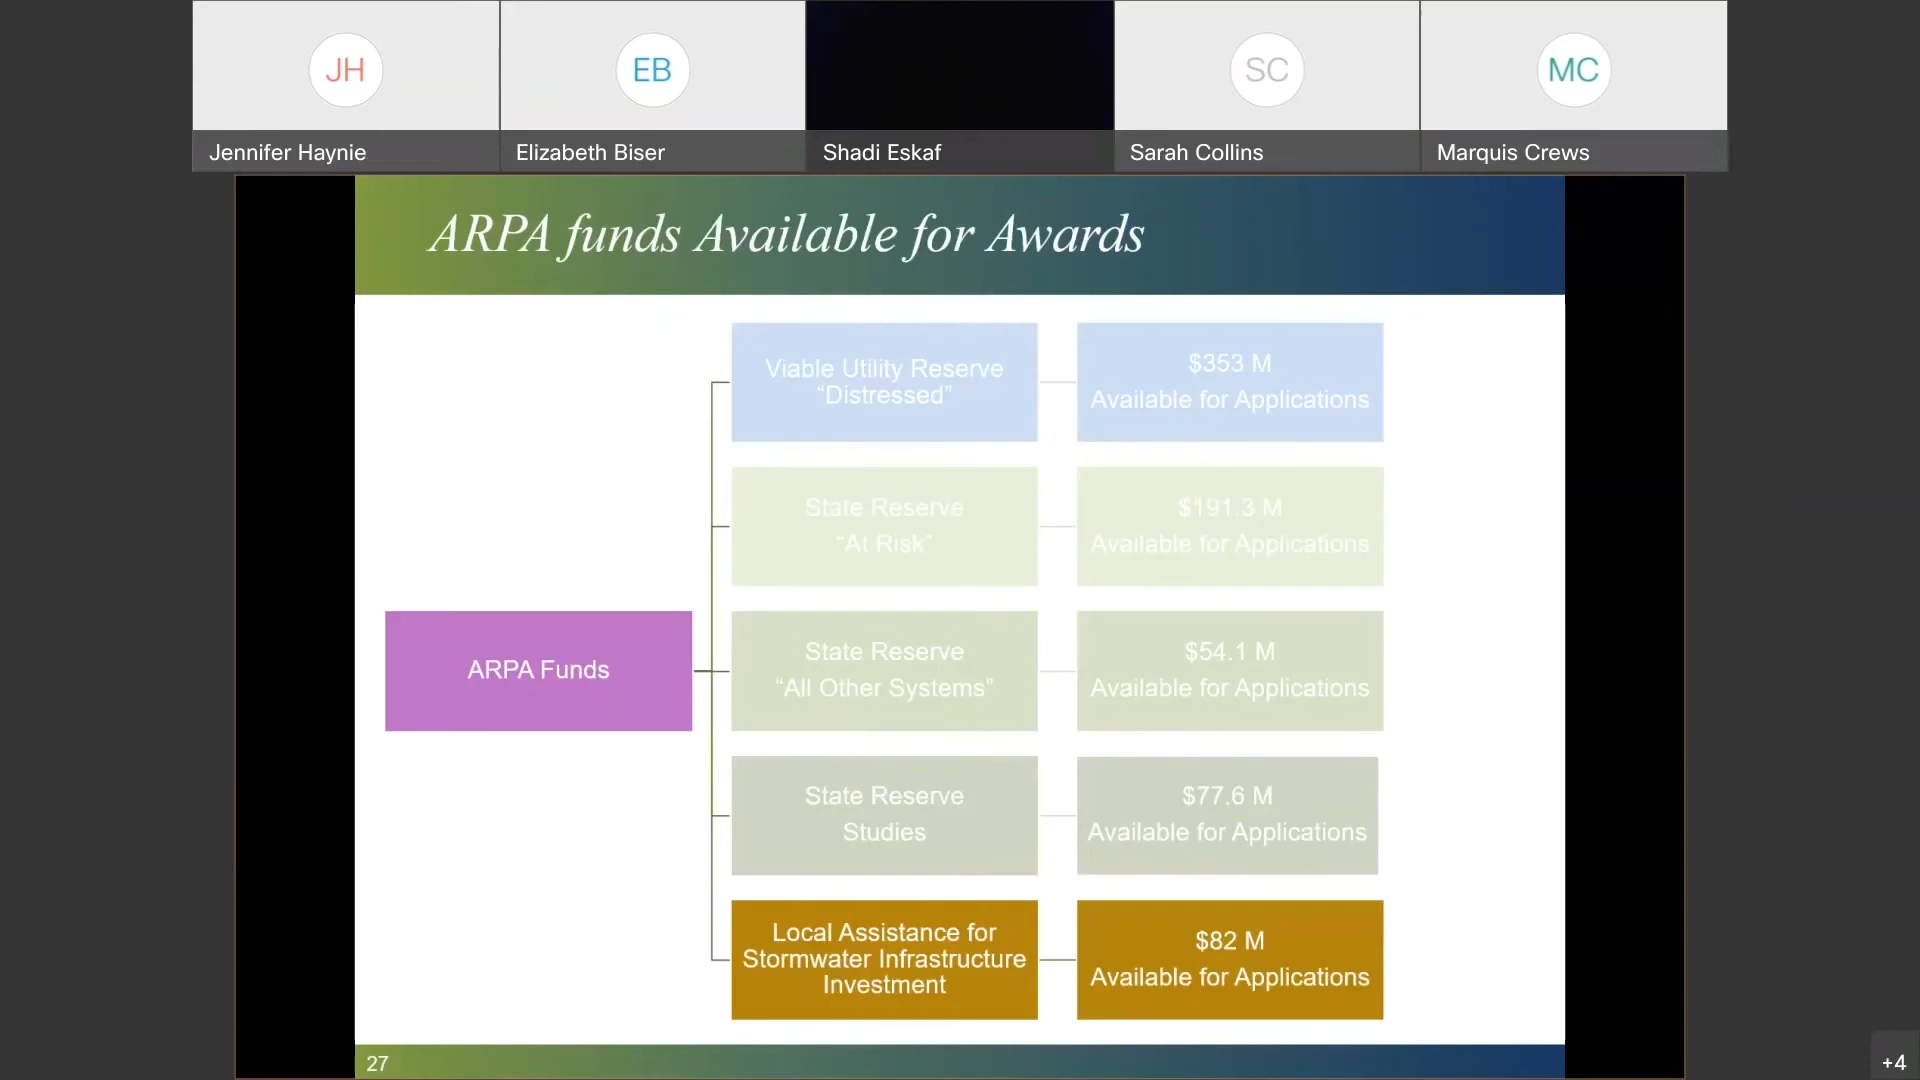 JH
EB
SC
MC
Jennifer Haynie
Elizabeth Biser
Shadi Eskaf
Sarah Collins
Marquis Crews
ARPA funds Available for Awards
ARPA Funds
Viable Utility Reserve
“Distressed”
$353 M
Available for Applications
State Reserve
“At Risk”
$191.3 M
Available for Applications
State Reserve
“All Other Systems”
$54.1 M
Available for Applications
State Reserve
Studies
$77.6 M
Available for Applications
Local Assistance for
Stormwater Infrastructure
Investment
$82 M
Available for Applications
27
+4